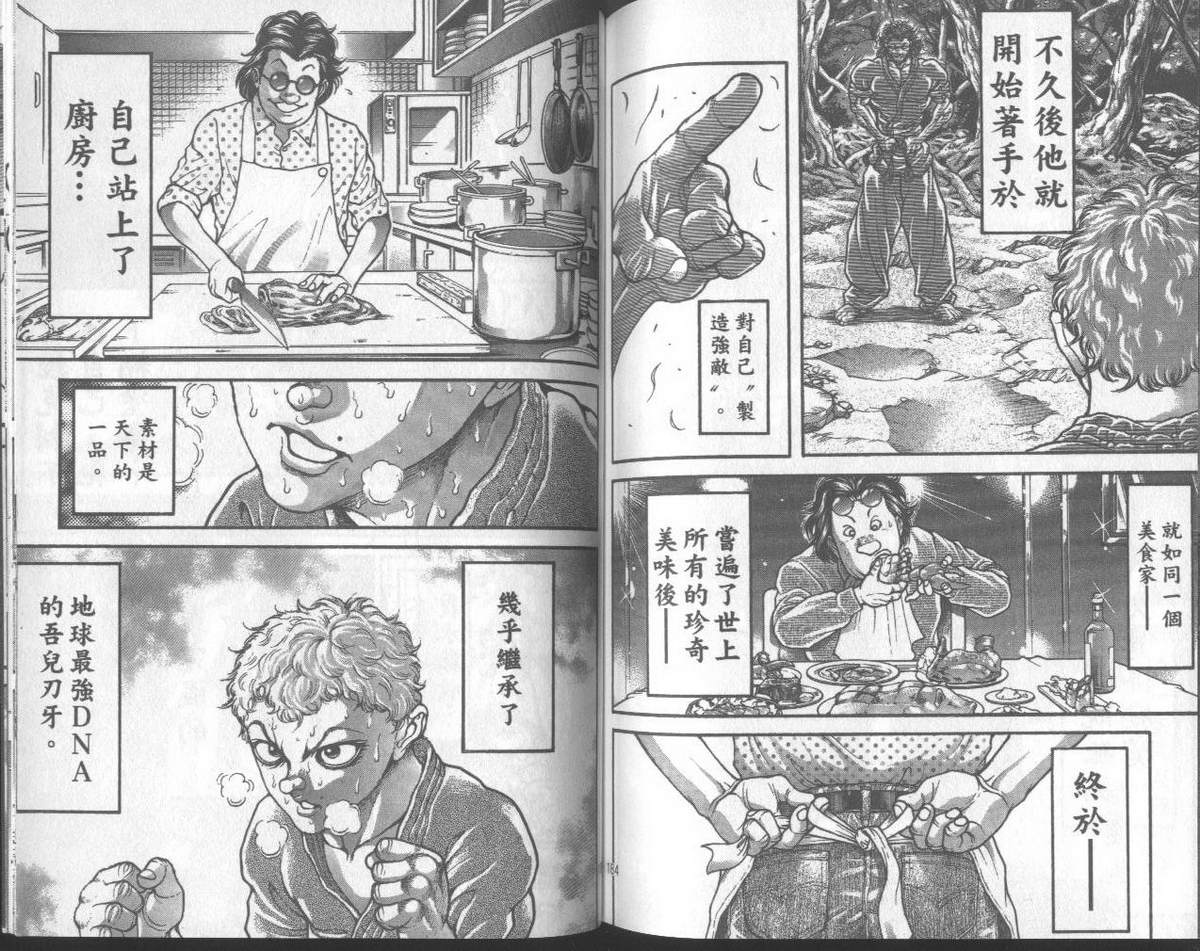 不久後他就
開始著手於
對自己〝製
造強敵〞。
就如同一個
美食家——
嘗遍了世上
所有的珍奇
美味後——
終於——
184
自己站上了
廚房…
素材是
天下的
一品。
幾乎繼承了
地球最強DNA
的吾兒刃牙。